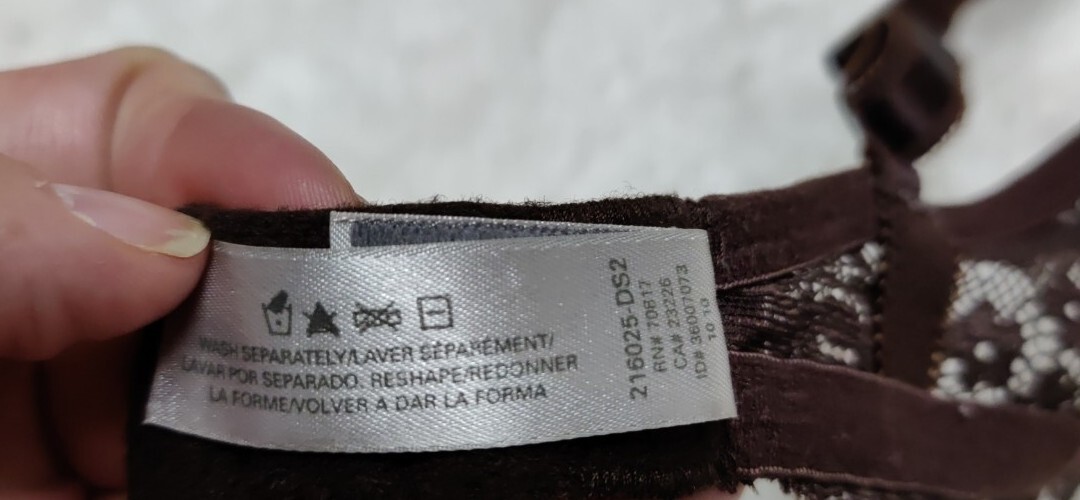 WASH SEPARATELY/LAVER SÉPARÉMENT/
LAVAR POR SEPARADO. RESHAPE/REDONNER
LA FORME/VOLVER A DAR LA FORMA
216025-DS2
RN# 70817
CA# 23226
ID# 36007073
10 10